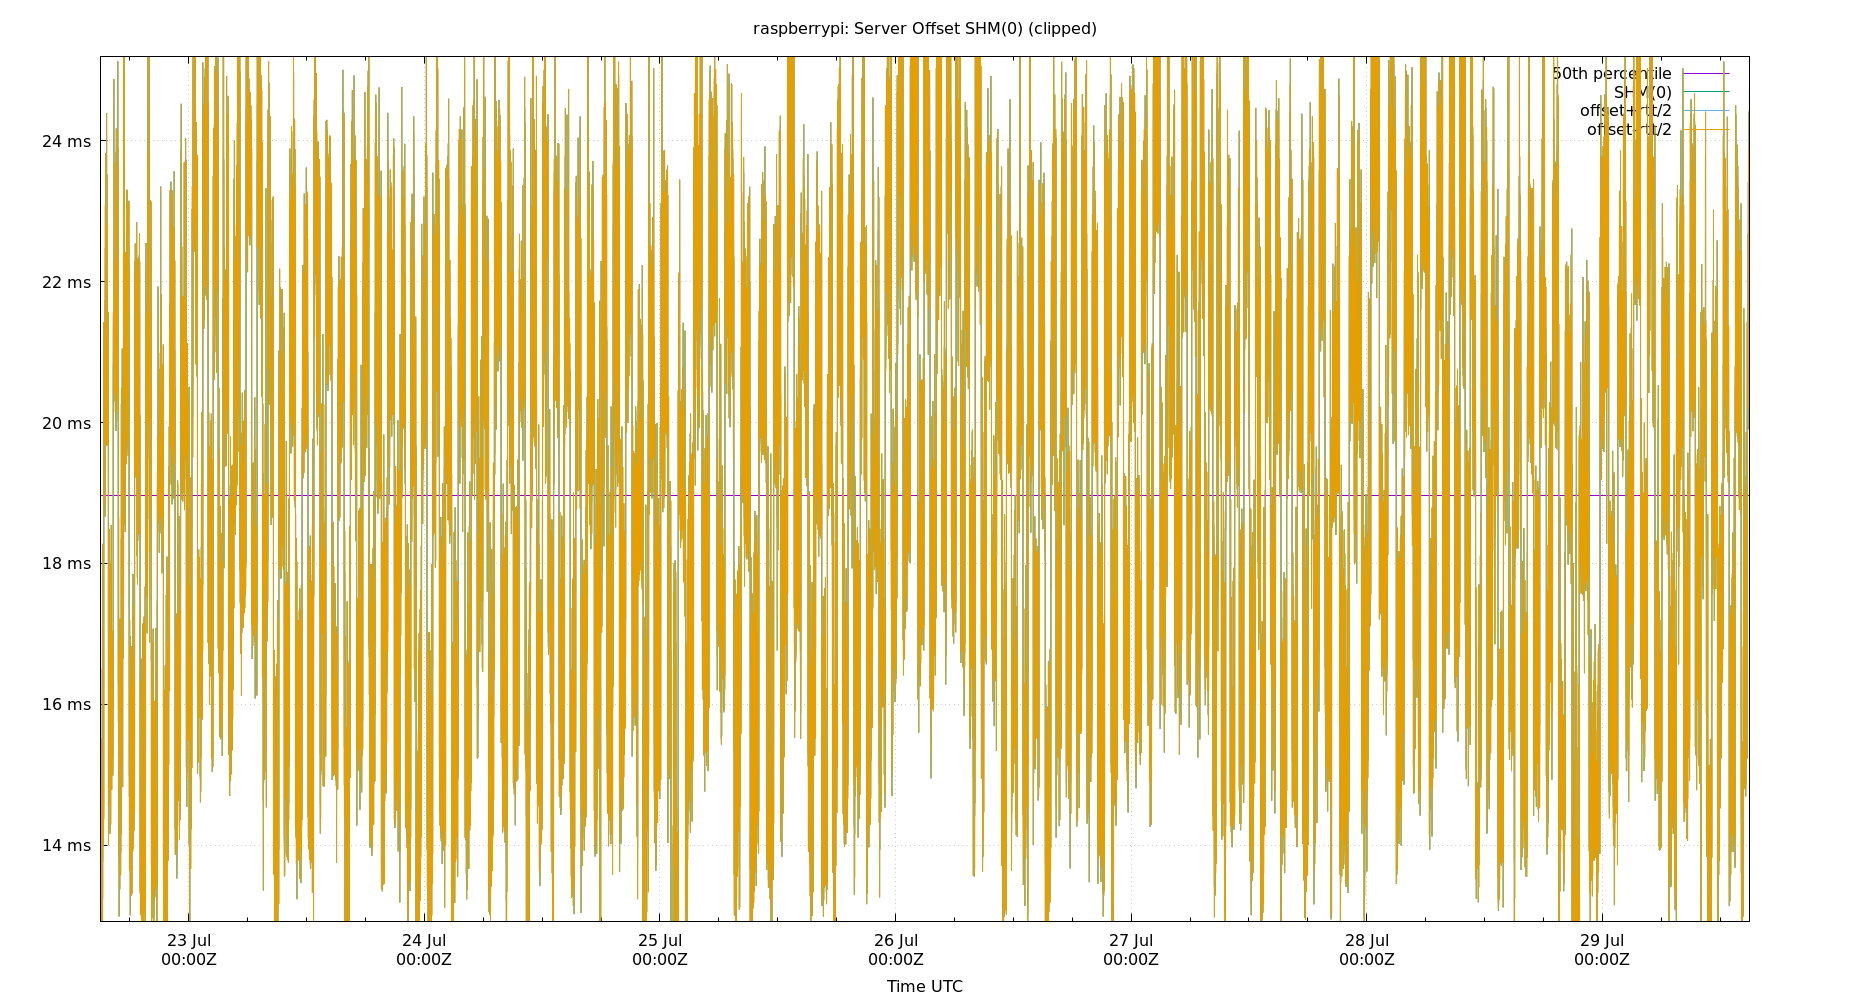 raspberrypi: Server Offset SHM(0) (clipped)
50th percentile
SHM(0)
offset+rtt/2
offset-rtt/2
24 ms
22 ms
20 ms
18 ms
16 ms
14 ms
23 Jul
00:00Z
24 Jul
00:00Z
25 Jul
00:00Z
26 Jul
00:00Z
27 Jul
00:00Z
28 Jul
00:00Z
29 Jul
00:00Z
Time UTC